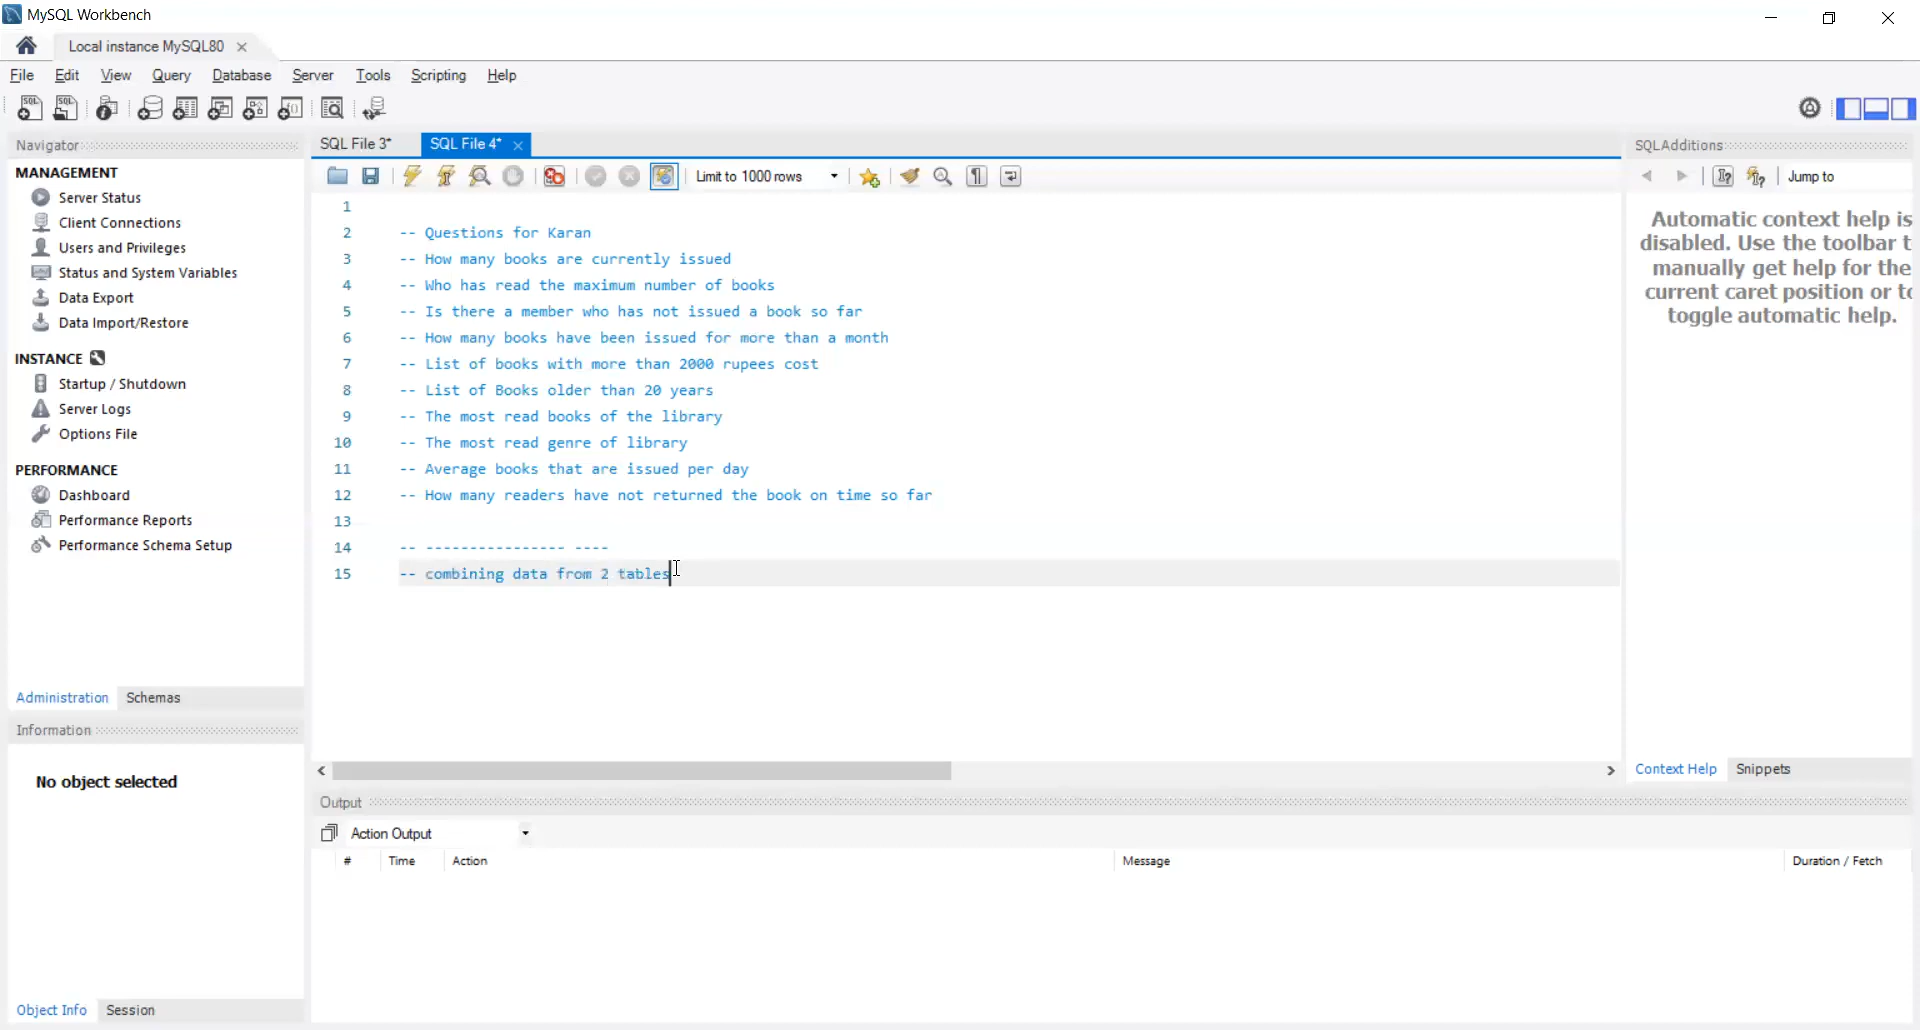 MySQL Workbench
Local instance MySQL80
File Edit View Query Database Server Tools Scripting Help
Navigator
MANAGEMENT
Server Status
Client Connections
Users and Privileges
Status and System Variables
Data Export
Data Import/Restore
INSTANCE
Startup / Shutdown
Server Logs
Options File
PERFORMANCE
Dashboard
Performance Reports
Performance Schema Setup
Administration Schemas
Information
No object selected
Object Info Session
SQL File 3* SQL File 4*
Limit to 1000 rows
1
2 -- Questions for Karan
3 -- How many books are currently issued
4 -- Who has read the maximum number of books
5 -- Is there a member who has not issued a book so far
6 -- How many books have been issued for more than a month
7 -- List of books with more than 2000 rupees cost
8 -- List of Books older than 20 years
9 -- The most read books of the library
10 -- The most read genre of library
11 -- Average books that are issued per day
12 -- How many readers have not returned the book on time so far
13
14 -- ---------------- ----
15 -- combining data from 2 tables
Output
Action Output
# Time Action Message Duration / Fetch
SQLAdditions
Jump to
Automatic context help is
disabled. Use the toolbar t
manually get help for the
current caret position or to
toggle automatic help.
Context Help Snippets